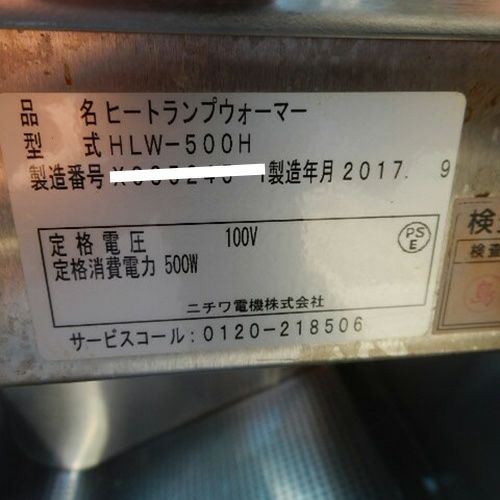 品 名 ヒートランプウォーマー
型 式 HLW-500H
製造番号 製造年月 2017. 9
定格電圧 100V
定格消費電力 500W
PS
E
ニチワ電機株式会社
サービスコール:0120-218506
検
検査